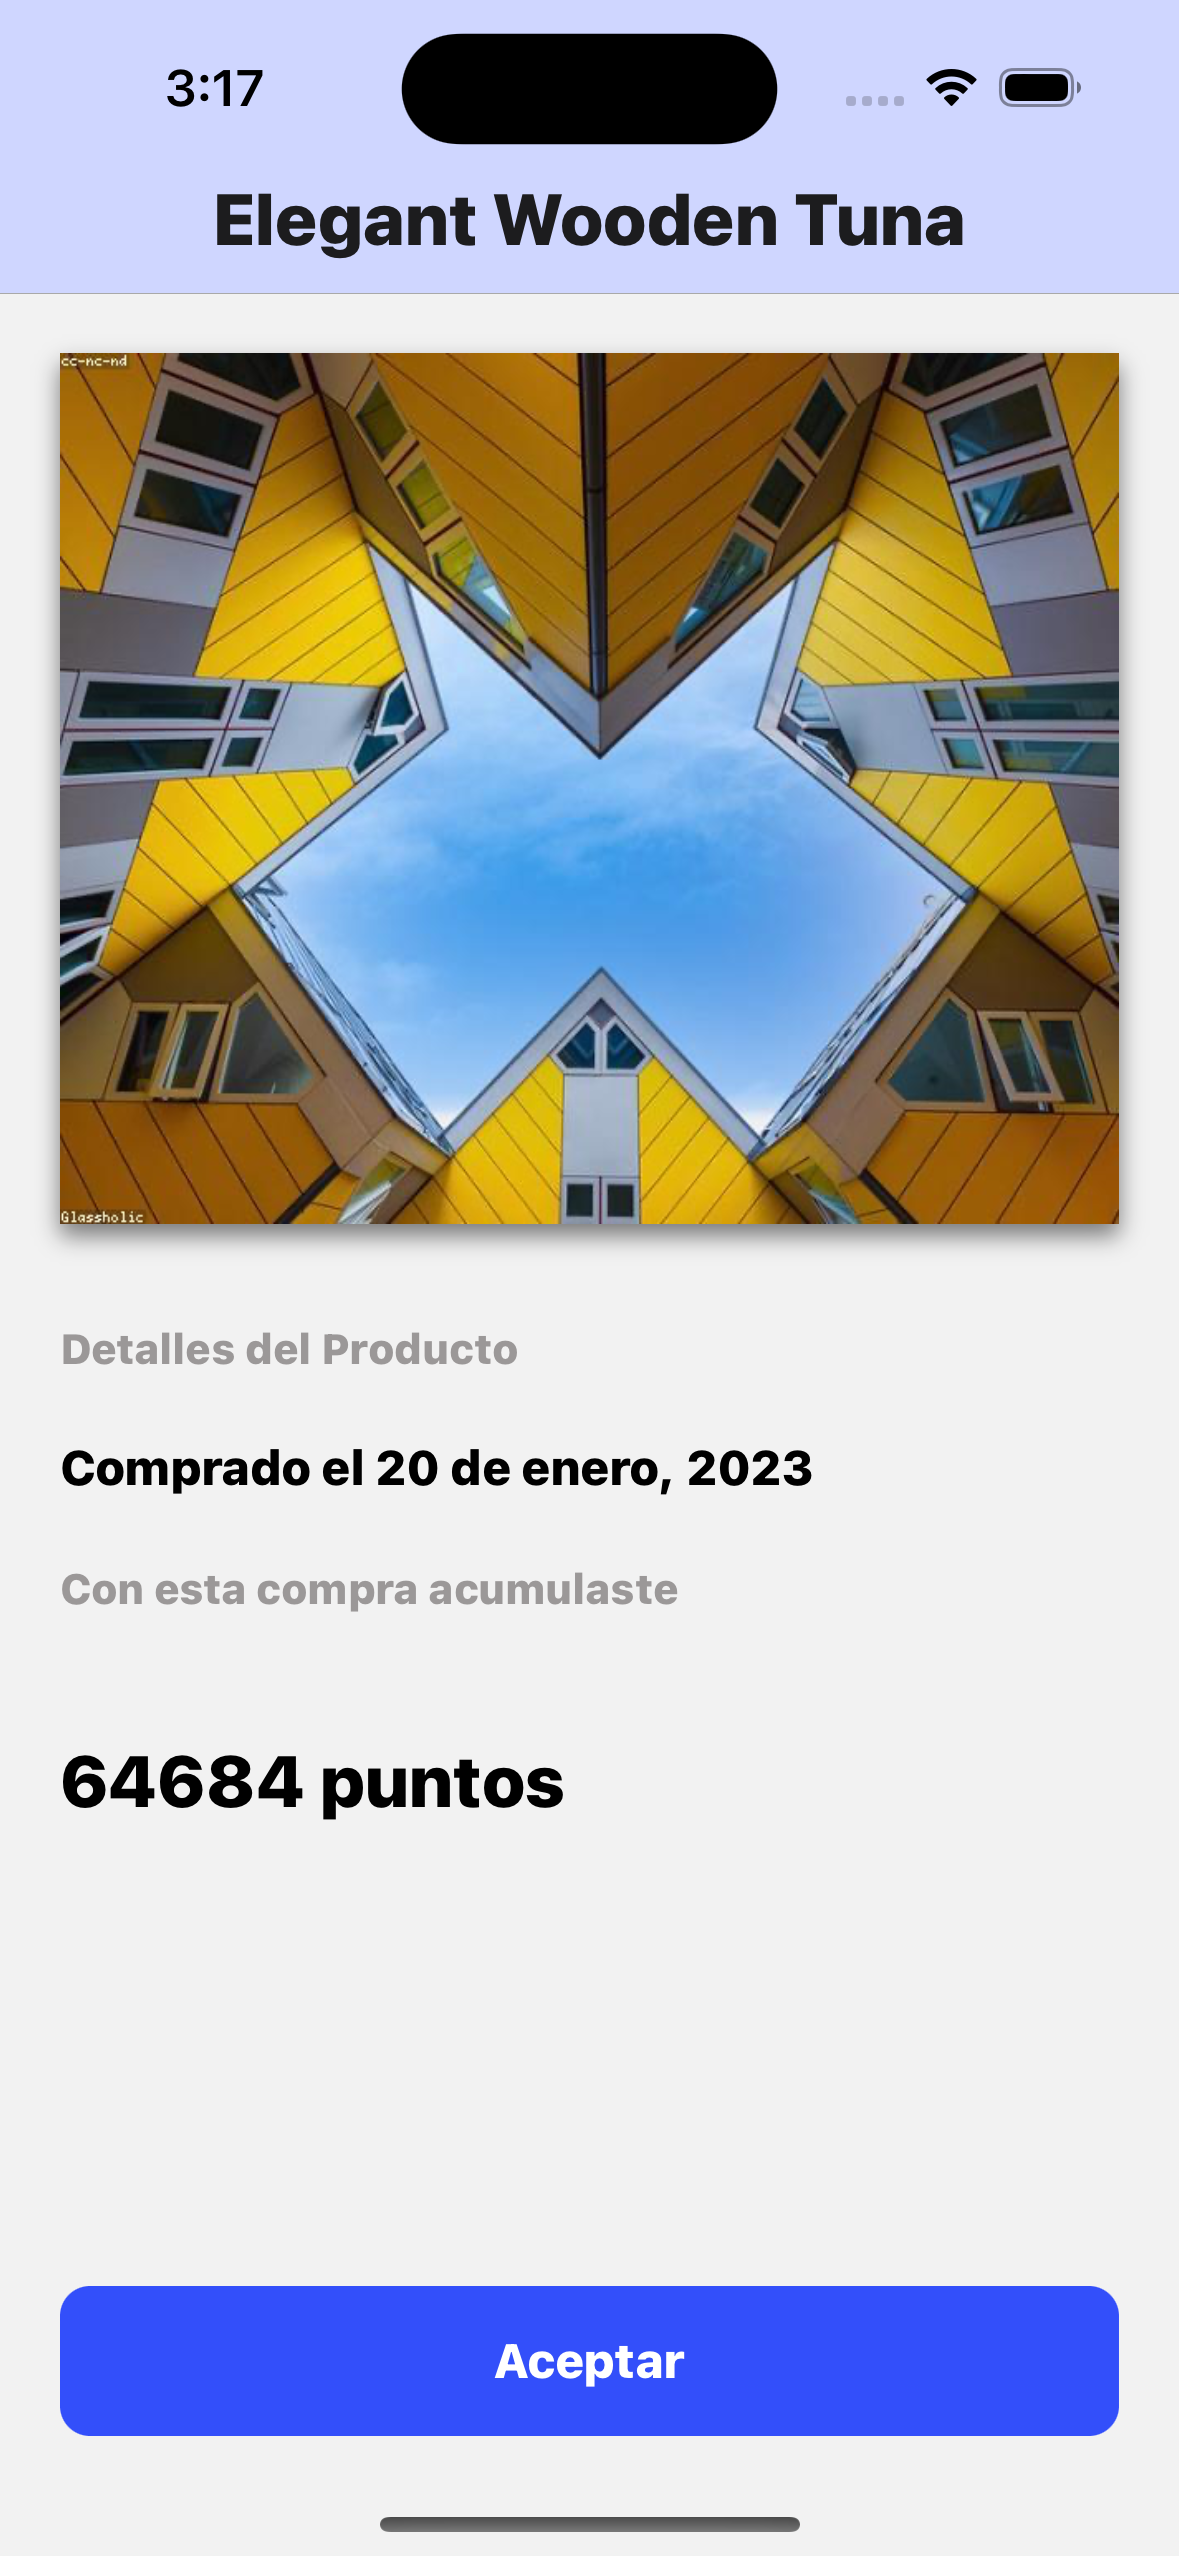 3:17
Elegant Wooden Tuna
cc-nc-nd
Glassholic
Detalles del Producto
Comprado el 20 de enero, 2023
Con esta compra acumulaste
64684 puntos
Aceptar